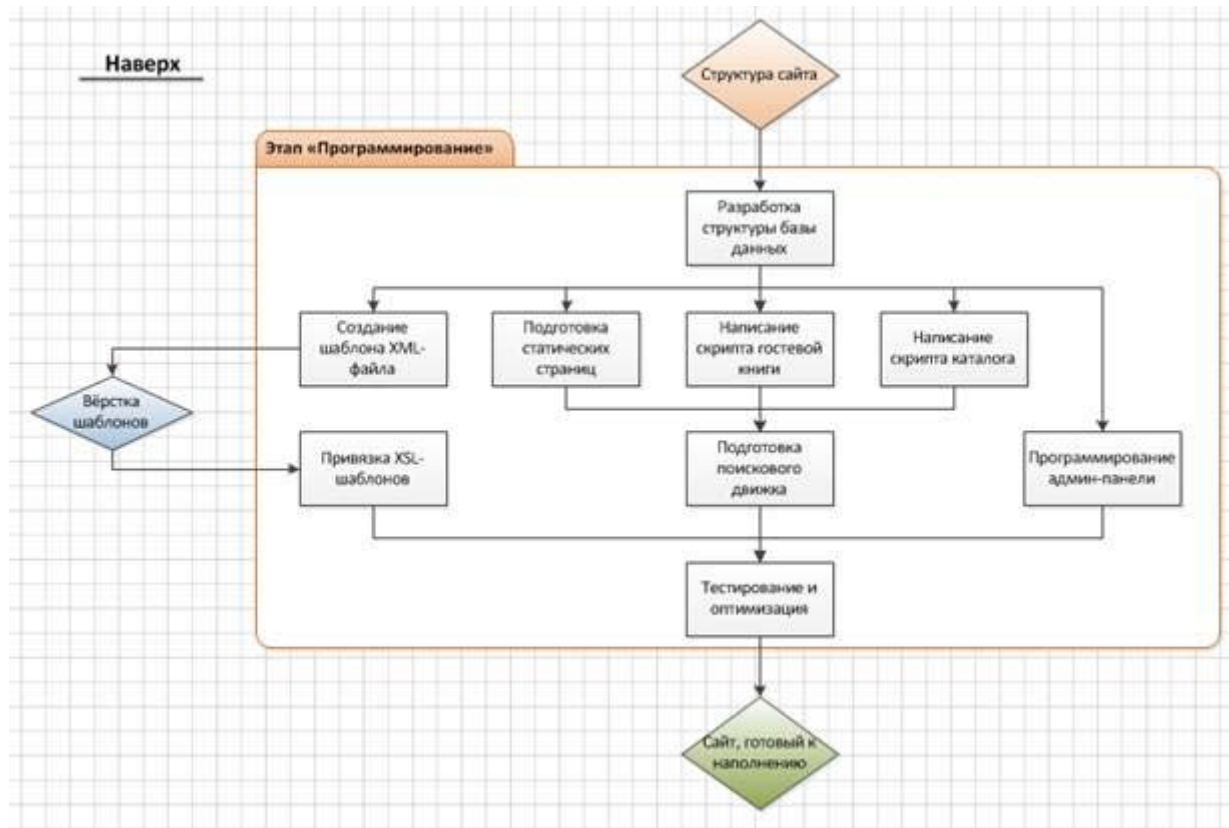 Наверх
Структура сайта
Этап «Программирование»
Разработка
структуры базы
данных
Создание
шаблона XML-
файла
Подготовка
статических
страниц
Написание
скрипта гостевой
книги
Написание
скрипта каталога
Вёрстка
шаблонов
Привязка XSL-
шаблонов
Подготовка
поискового
движка
Программирование
админ-панели
Тестирование и
оптимизация
Сайт, готовый к
наполнению